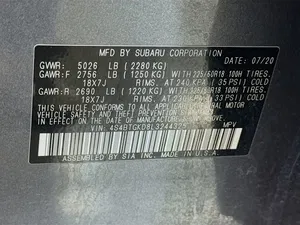 MFD. BY SUBARU CORPORATION 07/20
GVWR: 5026 LB ( 2280 KG)
GAWR:F 2756 LB ( 1250 KG) WITH 225/60R18 100H TIRES,
18X7J RIMS, AT 240 KPA ( 35 PSI) COLD
GAWR:R 2690 LB ( 1220 KG) WITH 225/60R18 100H TIRES,
18X7J RIMS, AT 230 KPA ( 33 PSI) COLD
THIS VEHICLE CONFORMS TO ALL APPLICABLE FEDERAL MOTOR
VEHICLE SAFETY AND THEFT PREVENTION STANDARDS IN EFFECT
ON THE DATE OF MANUFACTURE SHOWN ABOVE.
VIN: MPV
ASSEMBLED BY SIA INC. MADE IN U.S.A.